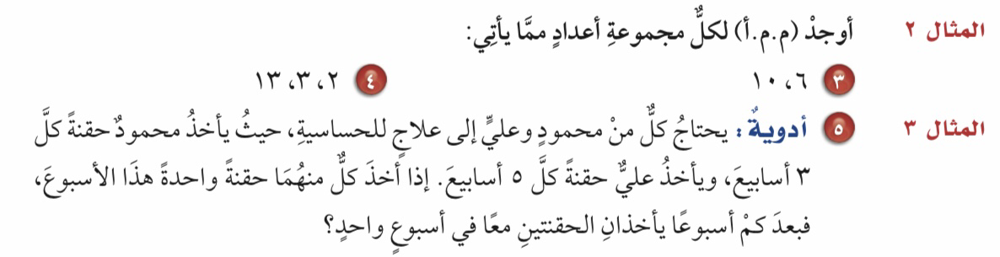 المثال ٢ أوجدْ (م.م.أ) لكلِّ مجموعةِ أعدادٍ ممَّا يأتِي:
٣ ٦، ١٠ ٤ ٢، ٣، ١٣
المثال ٣ ٥ أدويةٌ: يحتاجُ كلٌّ منْ محمودٍ وعليٍّ إلى علاجٍ للحساسيةِ، حيثُ يأخذُ محمودٌ حقنةً كلَّ
٣ أسابيعَ، ويأخذُ عليٌّ حقنةً كلَّ ٥ أسابيعَ. إذا أخذَ كلٌّ منهُمَا حقنةً واحدةً هذَا الأسبوعَ،
فبعدَ كمْ أسبوعًا يأخذانِ الحقنتينِ معًا في أسبوعٍ واحدٍ؟